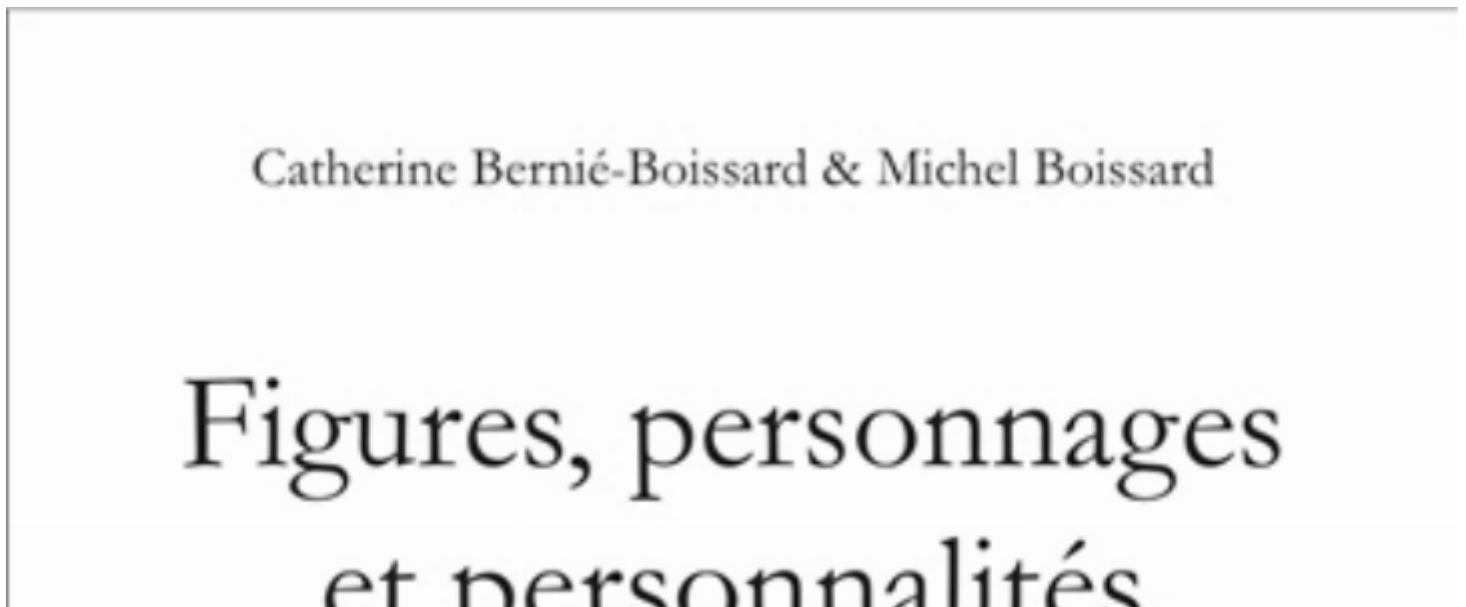 Catherine Bernié-Boissard & Michel Boissard
Figures, personnages
et personnalités